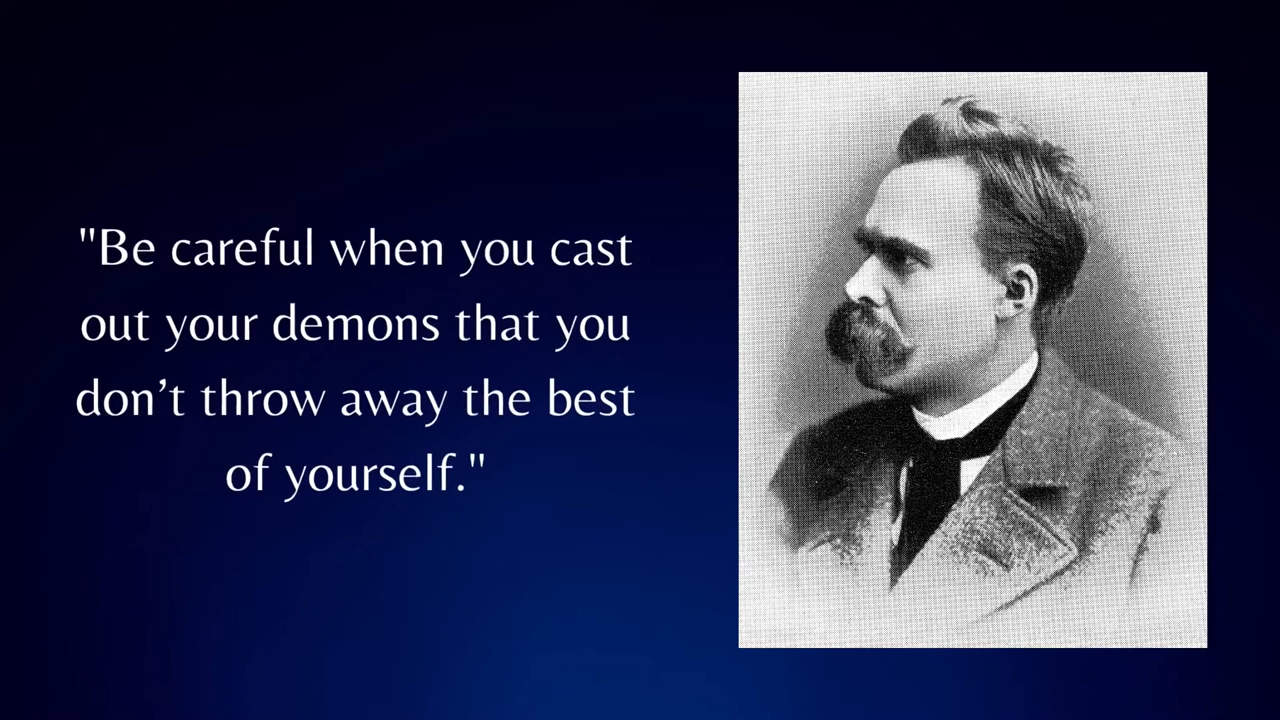 "Be careful when you cast
out your demons that you
don’t throw away the best
of yourself."